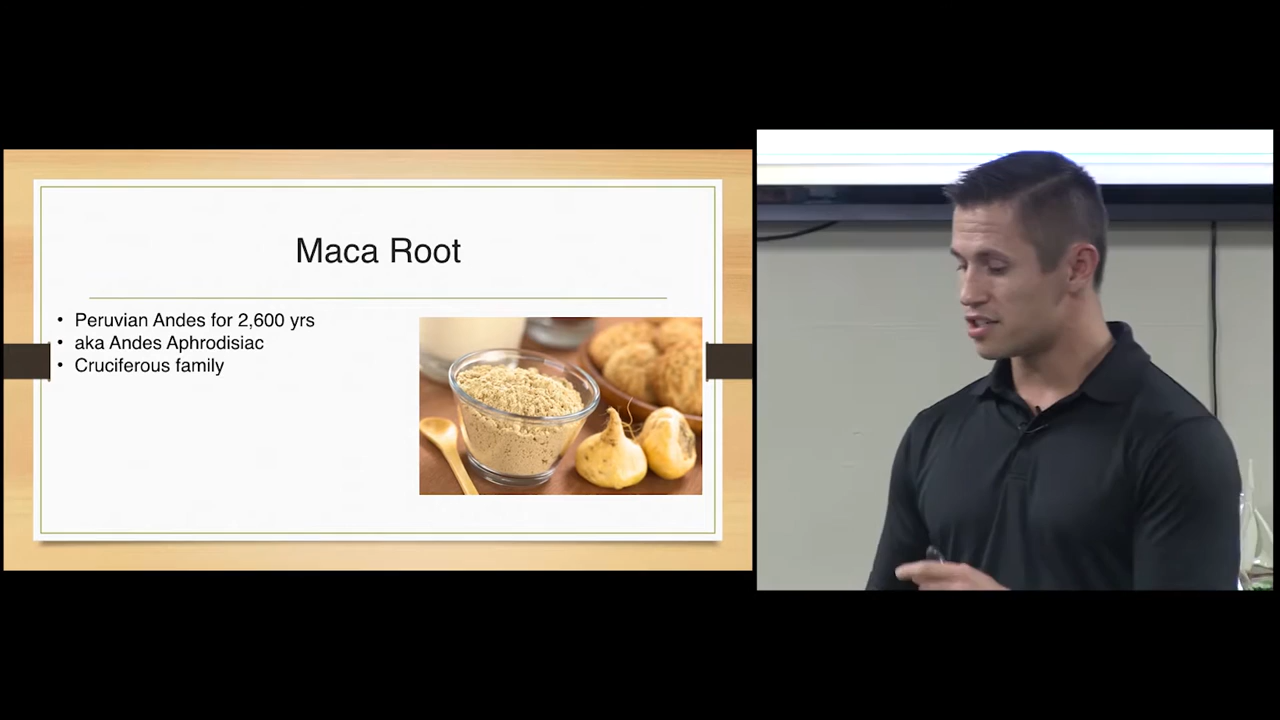 Maca Root
• Peruvian Andes for 2,600 yrs
• aka Andes Aphrodisiac
• Cruciferous family